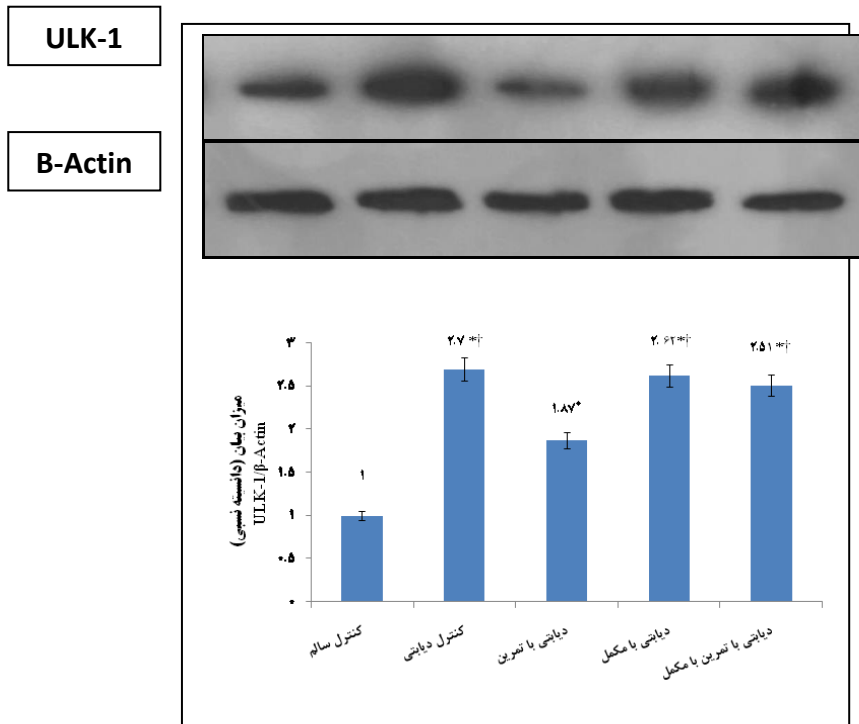 ULK-1
B-Actin
۲.۷ *†
۱.۸۷*
۲.۶۲ *†
۲.۵۱ *†
۱
۳
۲.۵
۲
۱.۵
۱
۰.۵
۰
میزان بیان (دانسیته نسبی)
ULK-1/β-Actin
کنترل سالم
کنترل دیابتی
دیابتی با تمرین
دیابتی با مکمل
دیابتی با تمرین با مکمل